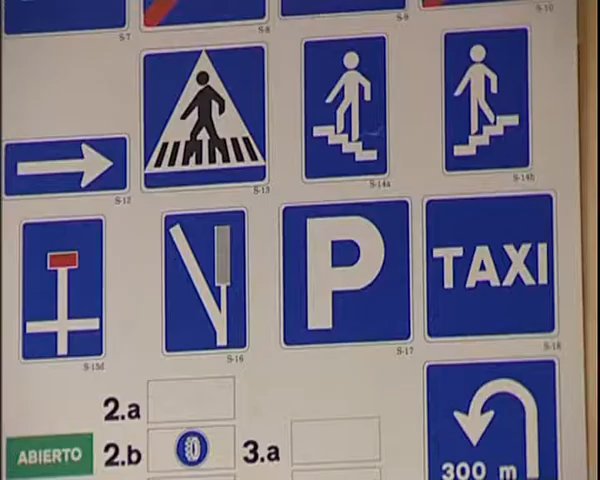 S-7
S-8
S-9
S-10
S-12
S-13
S-14a
S-14b
P
TAXI
S-15d
S-16
S-17
S-18
2.a
ABIERTO
2.b
3.a
300 m